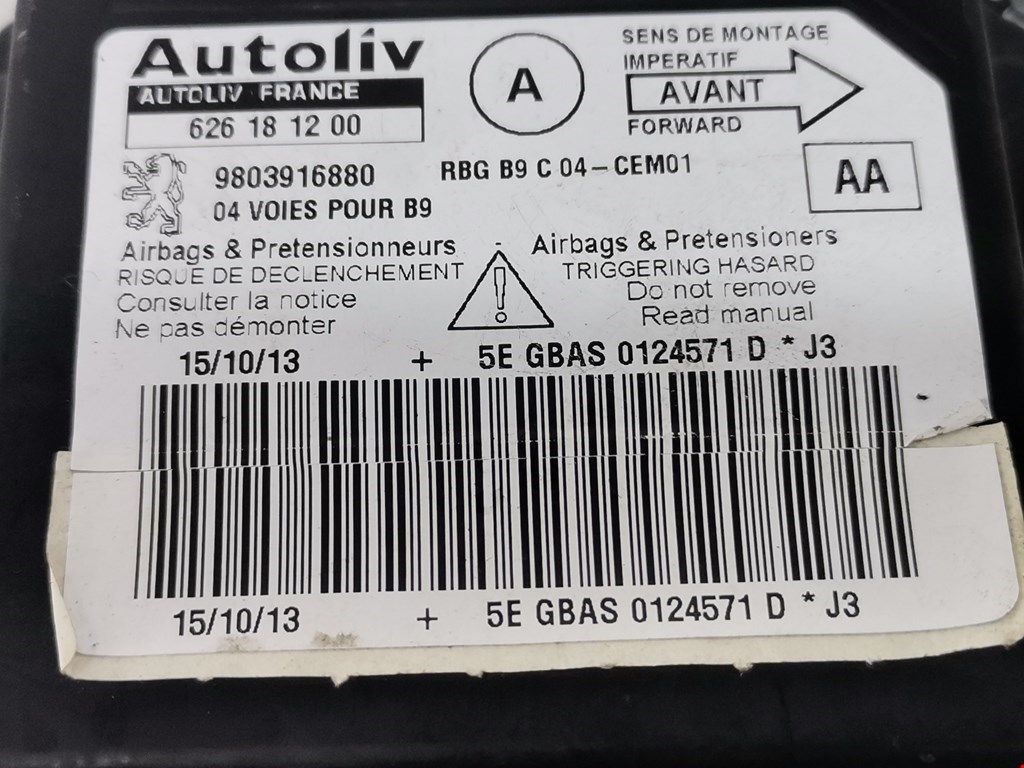 Autoliv
AUTOLIV FRANCE
626 18 12 00
A
SENS DE MONTAGE
IMPERATIF
AVANT
FORWARD
9803916880
RBG B9 C 04-CEM01
04 VOIES POUR B9
AA
Airbags & Pretensionneurs
RISQUE DE DECLENCHEMENT
Consulter la notice
Ne pas démonter
Airbags & Pretensioners
TRIGGERING HASARD
Do not remove
Read manual
15/10/13 + 5E GBAS 0124571 D * J3
15/10/13 + 5E GBAS 0124571 D * J3